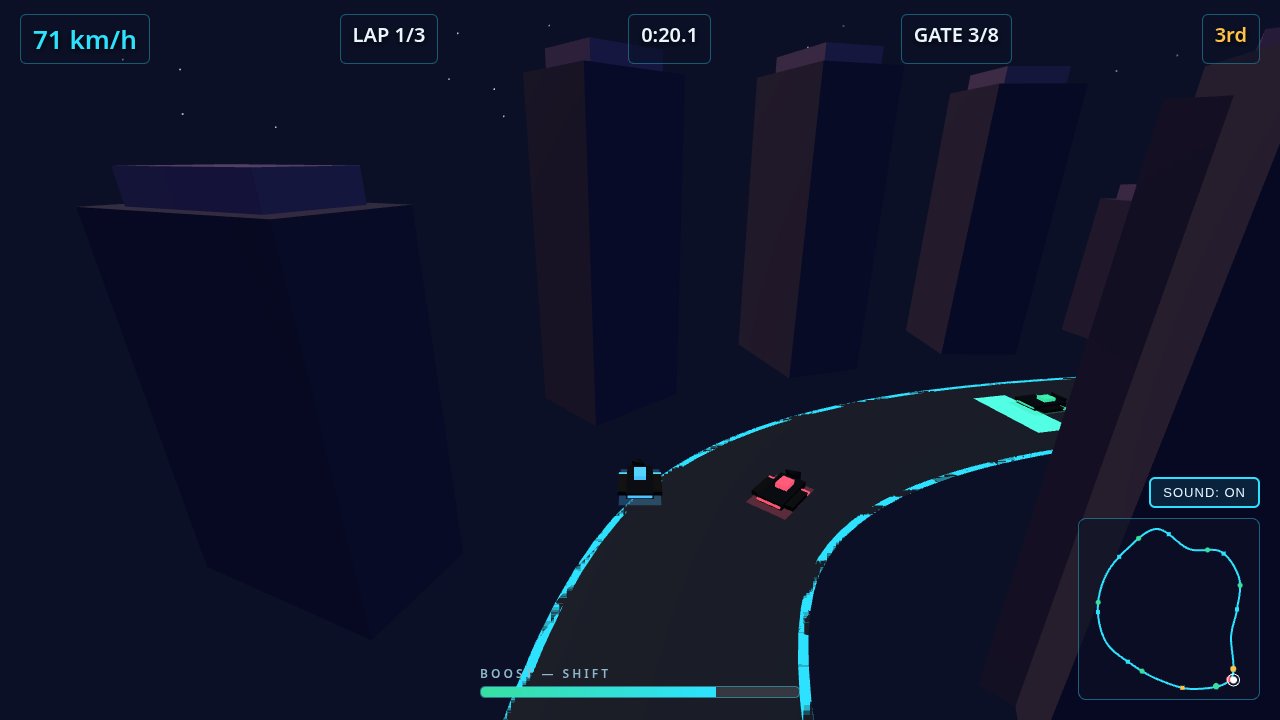 71 km/h
LAP 1/3
0:20.1
GATE 3/8
3rd
SOUND: ON
BOOST — SHIFT